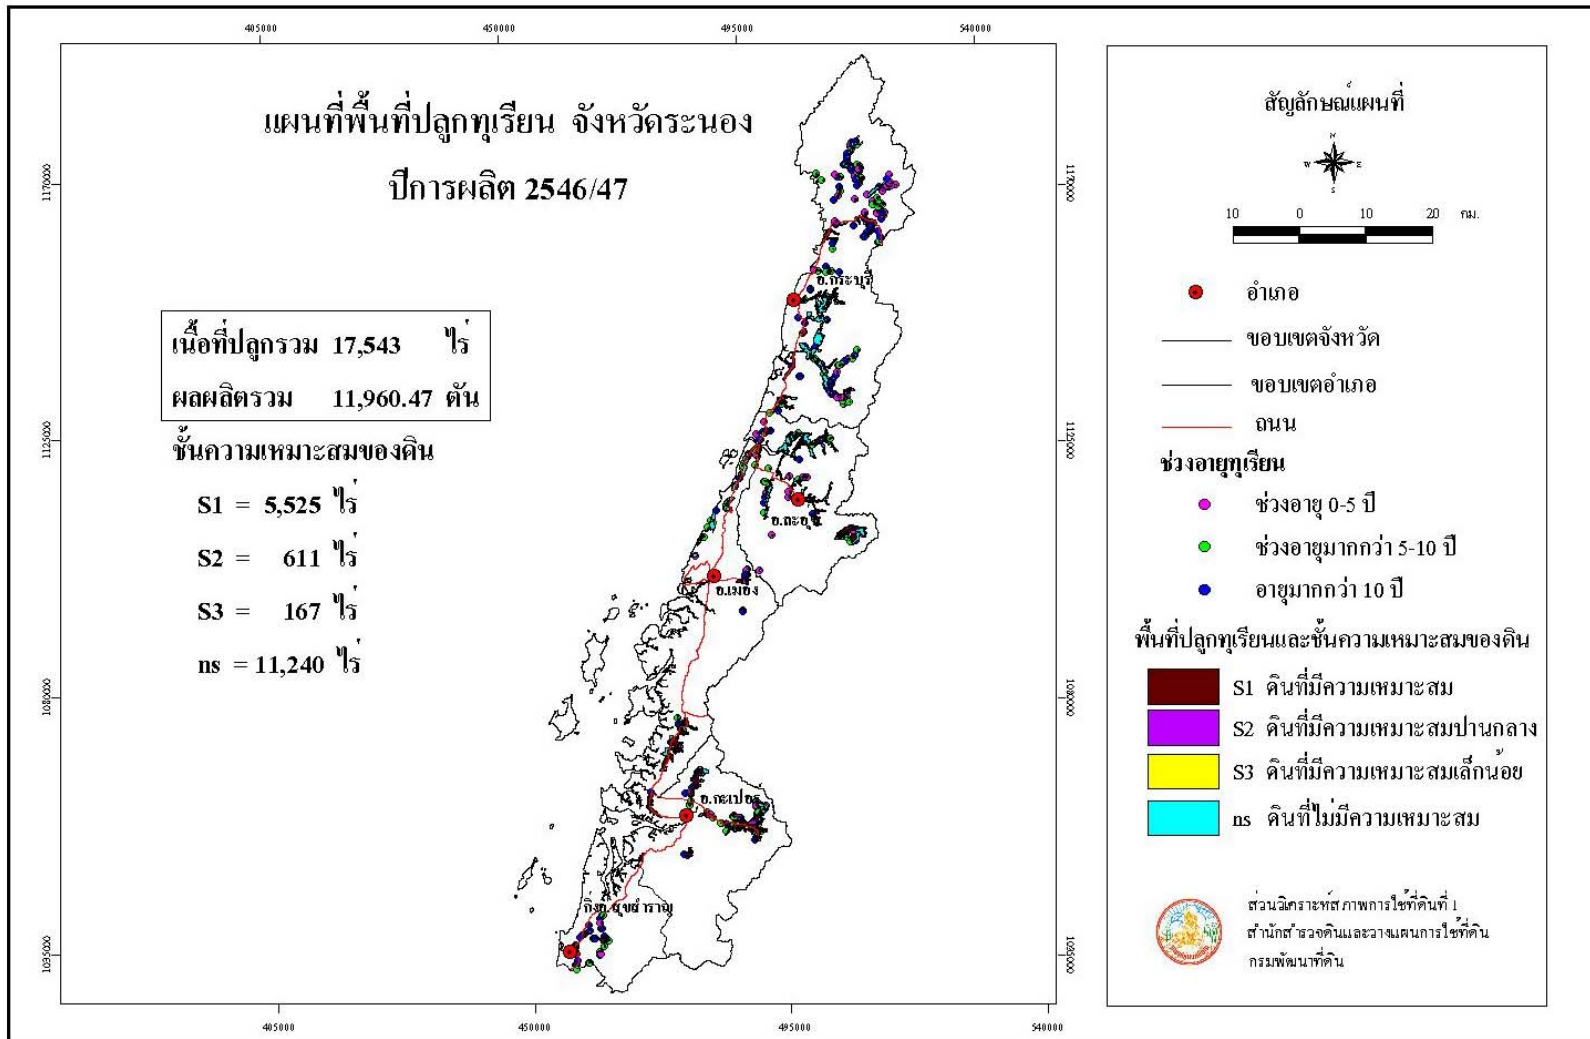 405000 450000 495000 540000
แผนที่พื้นที่ปลูกทุเรียน จังหวัดระนอง
ปีการผลิต 2546/47
เนื้อที่ปลูกรวม 17,543 ไร่
ผลผลิตรวม 11,960.47 ตัน
ชั้นความเหมาะสมของดิน
S1 = 5,525 ไร่
S2 = 611 ไร่
S3 = 167 ไร่
ns = 11,240 ไร่
1170000
1125000
1080000
1035000
อ.กระบุรี
อ.ละอุ่น
อ.เมือง
อ.กะเปอร์
กิ่งอ.สุขสำราญ
1170000
1125000
1080000
1035000
405000 450000 495000 540000
สัญลักษณ์แผนที่
N
W E
S
10 0 10 20 กม.
อำเภอ
ขอบเขตจังหวัด
ขอบเขตอำเภอ
ถนน
ช่วงอายุทุเรียน
ช่วงอายุ 0-5 ปี
ช่วงอายุมากกว่า 5-10 ปี
อายุมากกว่า 10 ปี
พื้นที่ปลูกทุเรียนและชั้นความเหมาะสมของดิน
S1 ดินที่มีความเหมาะสม
S2 ดินที่มีความเหมาะสมปานกลาง
S3 ดินที่มีความเหมาะสมเล็กน้อย
ns ดินที่ไม่มีความเหมาะสม
ส่วนวิเคราะห์สภาพการใช้ที่ดินที่ 1
สำนักสำรวจดินและวางแผนการใช้ที่ดิน
กรมพัฒนาที่ดิน